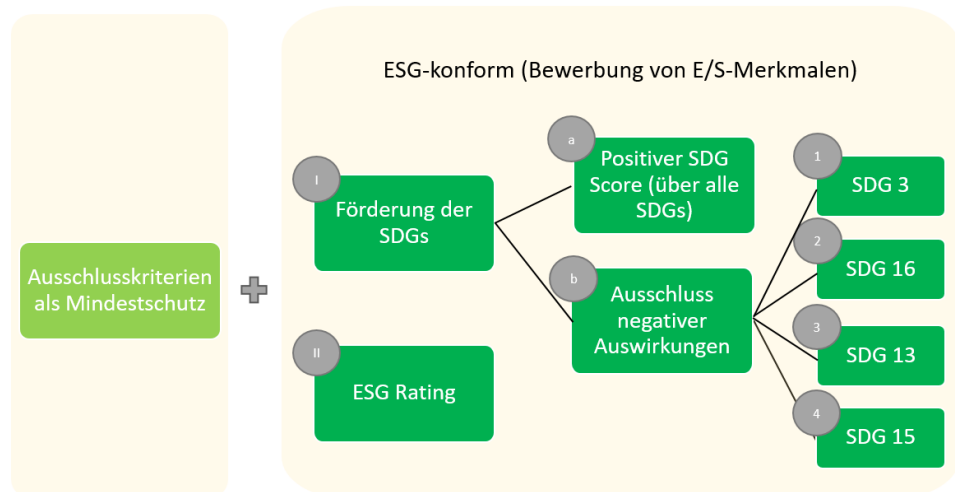 ESG-konform (Bewerbung von E/S-Merkmalen)
Ausschlusskriterien
als Mindestschutz
I
Förderung der
SDGs
II
ESG Rating
a
Positiver SDG
Score (über alle
SDGs)
b
Ausschluss
negativer
Auswirkungen
1
SDG 3
2
SDG 16
3
SDG 13
4
SDG 15